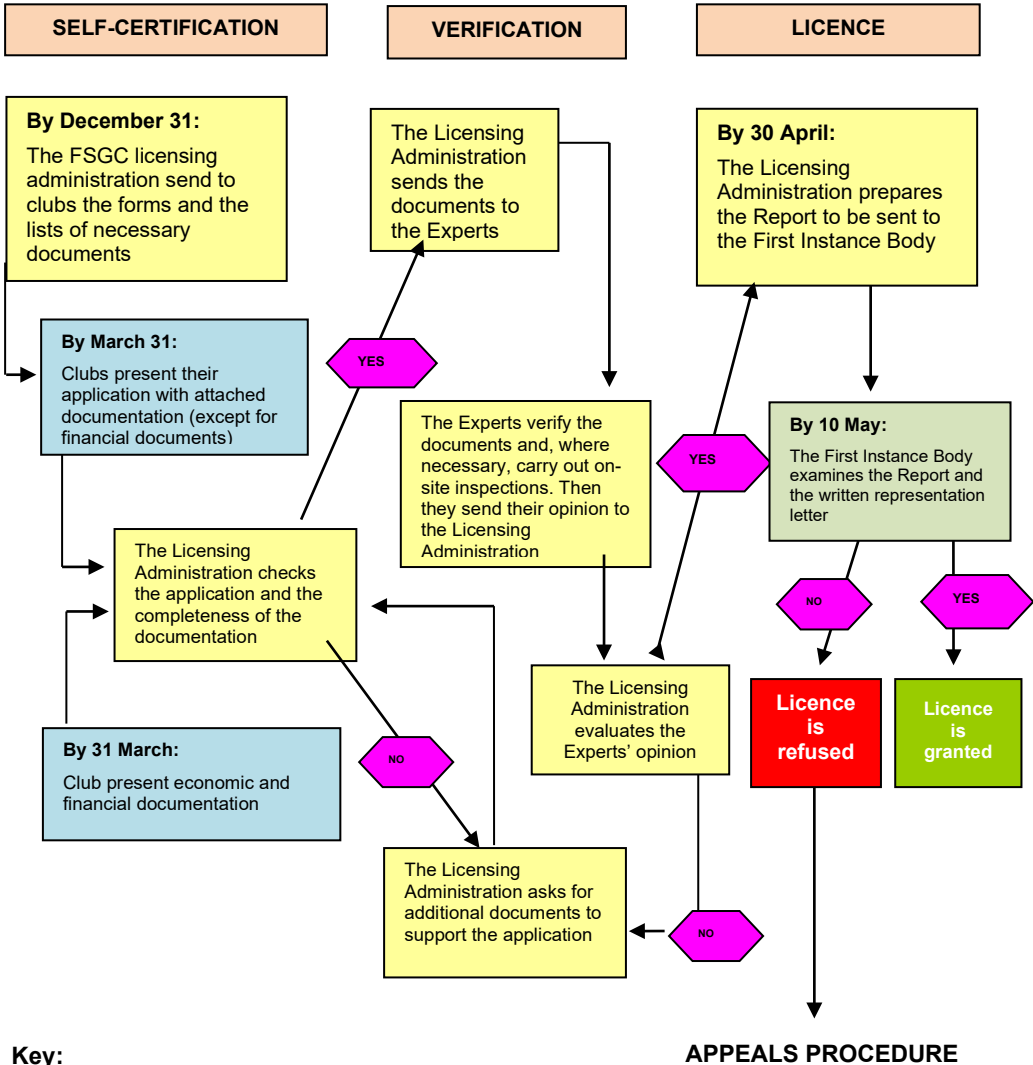 SELF-CERTIFICATION
VERIFICATION
LICENCE
By December 31:
The FSGC licensing
administration send to
clubs the forms and the
lists of necessary
documents
The Licensing
Administration
sends the
documents to
the Experts
By 30 April:
The Licensing
Administration prepares
the Report to be sent to
the First Instance Body
By March 31:
Clubs present their
application with attached
documentation (except for
financial documents)
YES
The Experts verify the
documents and, where
necessary, carry out on-
site inspections. Then
they send their opinion to
the Licensing
Administration
YES
By 10 May:
The First Instance Body
examines the Report and
the written representation
letter
The Licensing
Administration checks
the application and the
completeness of the
documentation
NO
YES
The Licensing
Administration
evaluates the
Experts' opinion
Licence
is
refused
Licence
is
granted
By 31 March:
Club present economic and
financial documentation
NO
The Licensing
Administration asks for
additional documents to
support the application
NO
Key:
APPEALS PROCEDURE